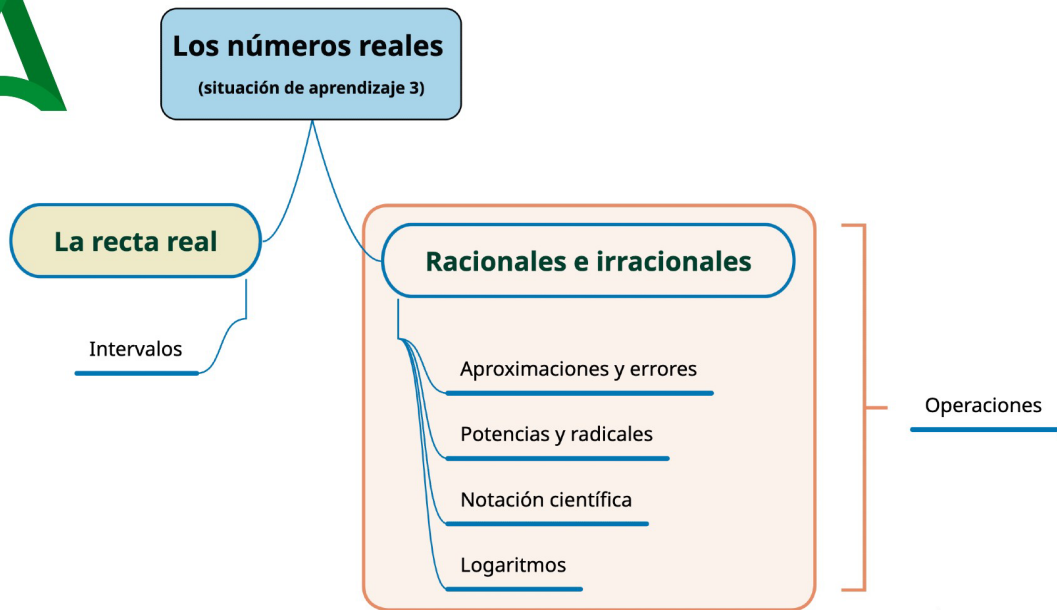 Los números reales
(situación de aprendizaje 3)
La recta real
Intervalos
Racionales e irracionales
Aproximaciones y errores
Potencias y radicales
Notación científica
Logaritmos
Operaciones